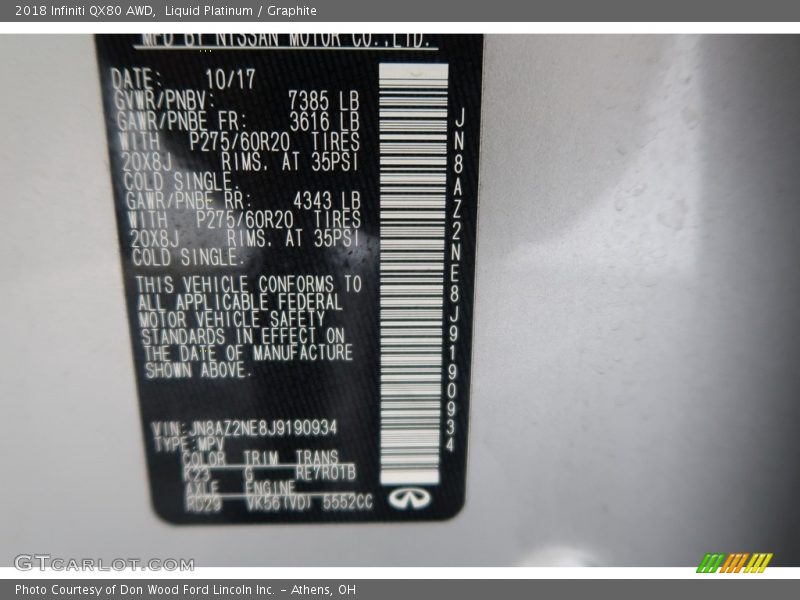 2018 Infiniti QX80 AWD, Liquid Platinum / Graphite
MFD BY NISSAN MOTOR CO.,LTD.
DATE: 10/17
GVWR/PNBV: 7385 LB
GAWR/PNBE FR: 3616 LB
WITH P275/60R20 TIRES
20X8J RIMS. AT 35PSI
COLD SINGLE.
GAWR/PNBE RR: 4343 LB
WITH P275/60R20 TIRES
20X8J RIMS. AT 35PSI
COLD SINGLE.
THIS VEHICLE CONFORMS TO
ALL APPLICABLE FEDERAL
MOTOR VEHICLE SAFETY
STANDARDS IN EFFECT ON
THE DATE OF MANUFACTURE
SHOWN ABOVE.
VIN:JN8AZ2NE8J9190934
TYPE:MPV
COLOR TRIM TRANS
K23 G RE7R01B
AXLE ENGINE
RD29 VK56(VD) 5552CC
JN8AZ2NE8J9190934
GTCARLOT.COM
Photo Courtesy of Don Wood Ford Lincoln Inc. – Athens, OH